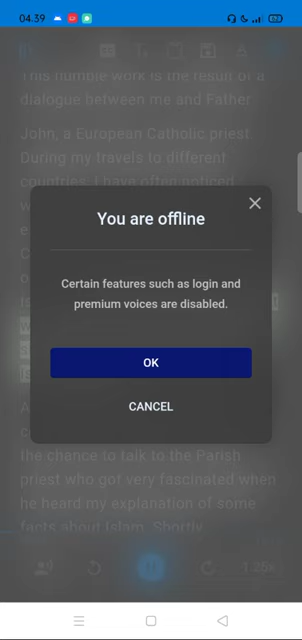 04.39
This humble work is the result of a
dialogue between me and Father
John, a European Catholic priest.
During my travels to different
countries, I have often noticed
You are offline
Certain features such as login and
premium voices are disabled.
OK
CANCEL
the chance to talk to the Parish
priest who got very fascinated when
he heard my explanation of some
facts about Islam. Shortly
1.25x